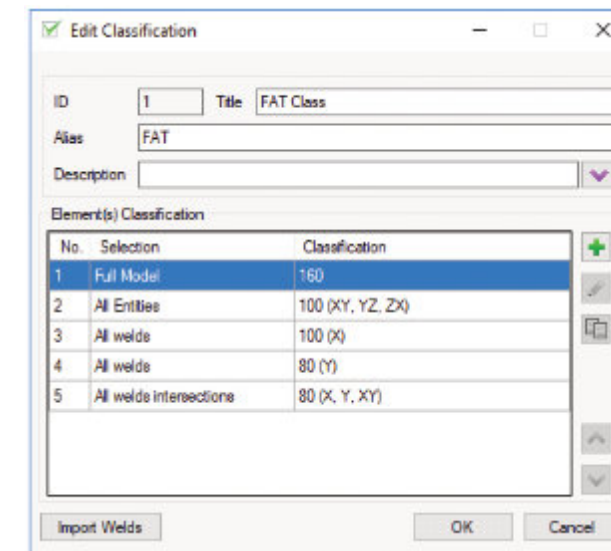 Edit Classification
ID 1 Title FAT Class
Alias FAT
Description
Element(s) Classification
No. Selection Classification
1 Full Model 160
2 All Entities 100 (XY, YZ, ZX)
3 All welds 100 (X)
4 All welds 80 (Y)
5 All welds intersections 80 (X, Y, XY)
Import Welds OK Cancel